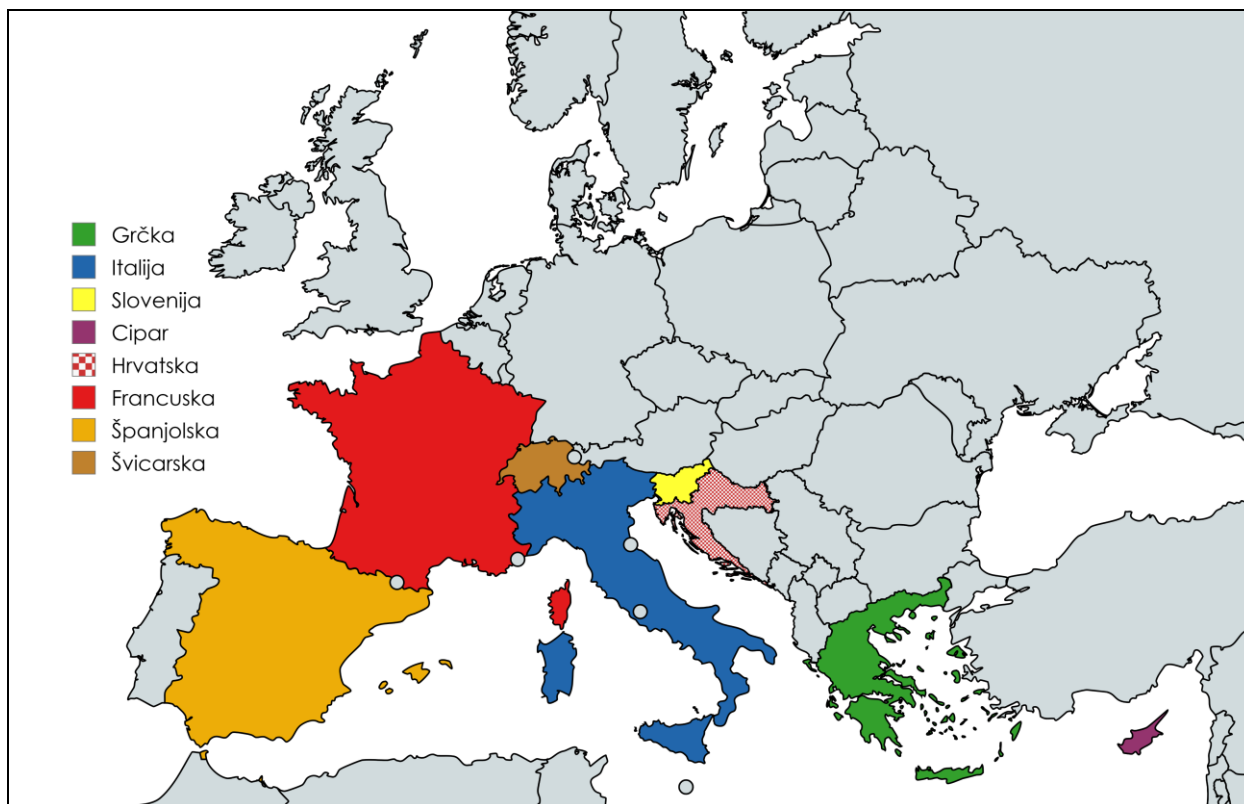 Grčka
Italija
Slovenija
Cipar
Hrvatska
Francuska
Španjolska
Švicarska